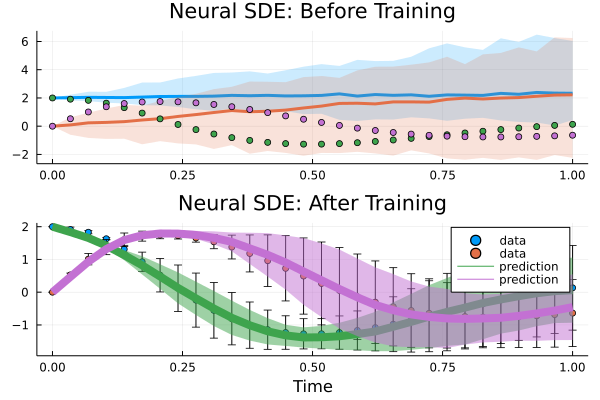 Neural SDE: Before Training
6
4
2
0
−2
0.00 0.25 0.50 0.75 1.00
Neural SDE: After Training
2
1
0
−1
data
data
prediction
prediction
0.00 0.25 0.50 0.75 1.00
Time